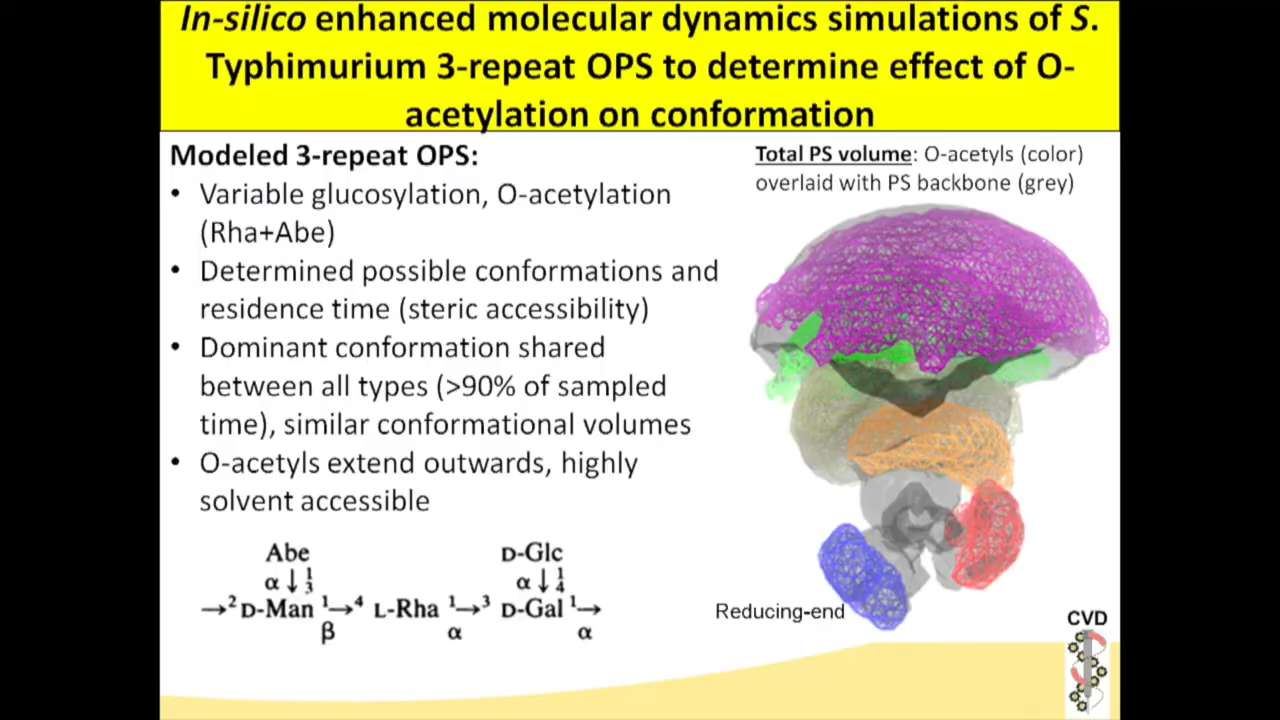 In-silico enhanced molecular dynamics simulations of S.
Typhimurium 3-repeat OPS to determine effect of O-
acetylation on conformation
Modeled 3-repeat OPS:
• Variable glucosylation, O-acetylation
(Rha+Abe)
• Determined possible conformations and
residence time (steric accessibility)
• Dominant conformation shared
between all types (>90% of sampled
time), similar conformational volumes
• O-acetyls extend outwards, highly
solvent accessible
Abe D-Glc
α↓1 3 α↓1 4
→2 D-Man 1→4 L-Rha 1→3 D-Gal 1→
β α α
Total PS volume: O-acetyls (color)
overlaid with PS backbone (grey)
Reducing-end
CVD